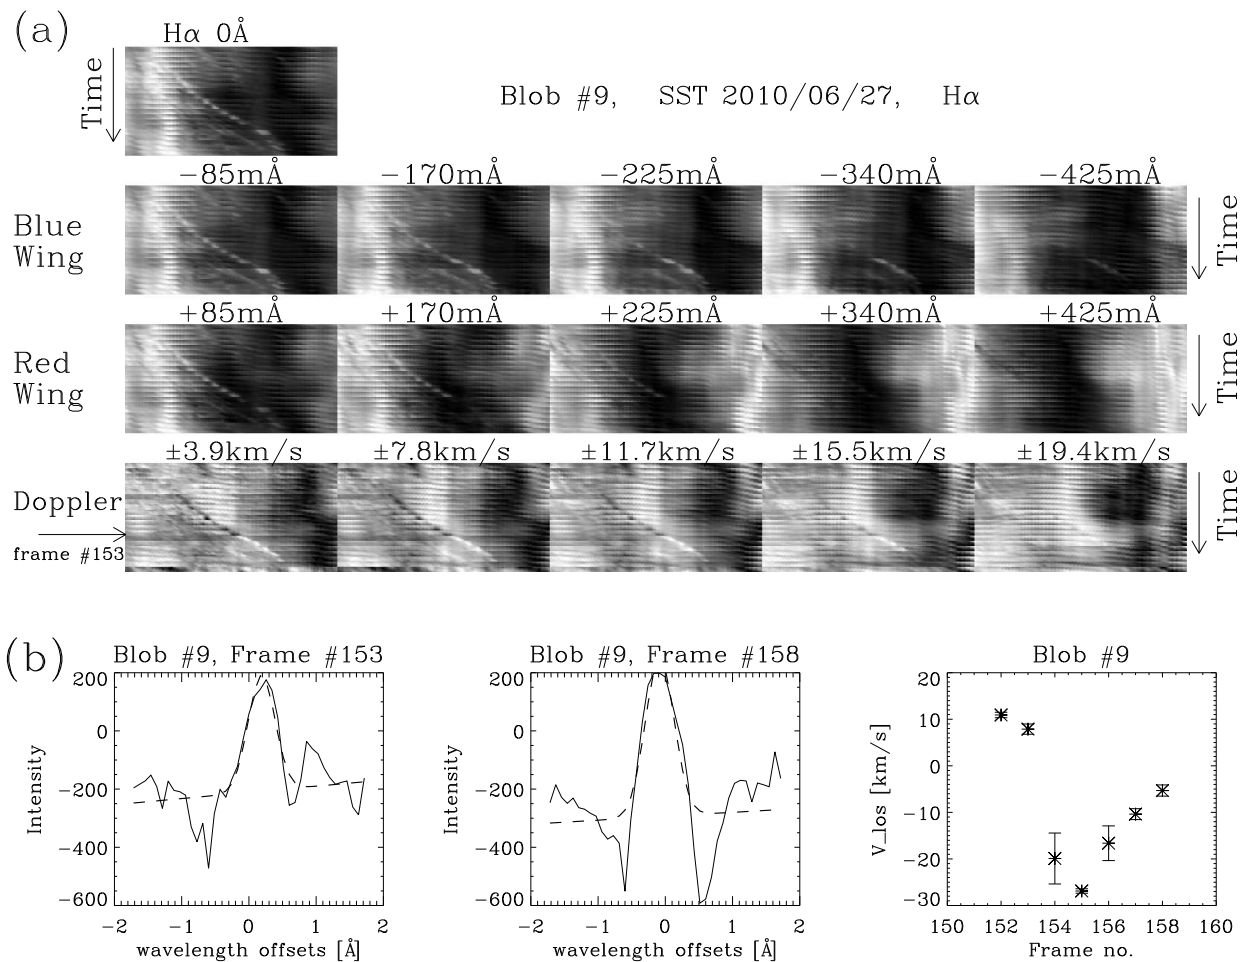 (a)
Hα 0Å
Time
Blob #9, SST 2010/06/27, Hα
−85mÅ −170mÅ −225mÅ −340mÅ −425mÅ
Blue
Wing
Time
+85mÅ +170mÅ +225mÅ +340mÅ +425mÅ
Red
Wing
Time
±3.9km/s ±7.8km/s ±11.7km/s ±15.5km/s ±19.4km/s
Doppler
frame #153
Time
(b)
Blob #9, Frame #153
200
0
−200
−400
−600
Intensity
−2 −1 0 1 2
wavelength offsets [Å]
Blob #9, Frame #158
200
0
−200
−400
−600
Intensity
−2 −1 0 1 2
wavelength offsets [Å]
Blob #9
20
10
0
−10
−20
−30
V_los [km/s]
150 152 154 156 158 160
Frame no.